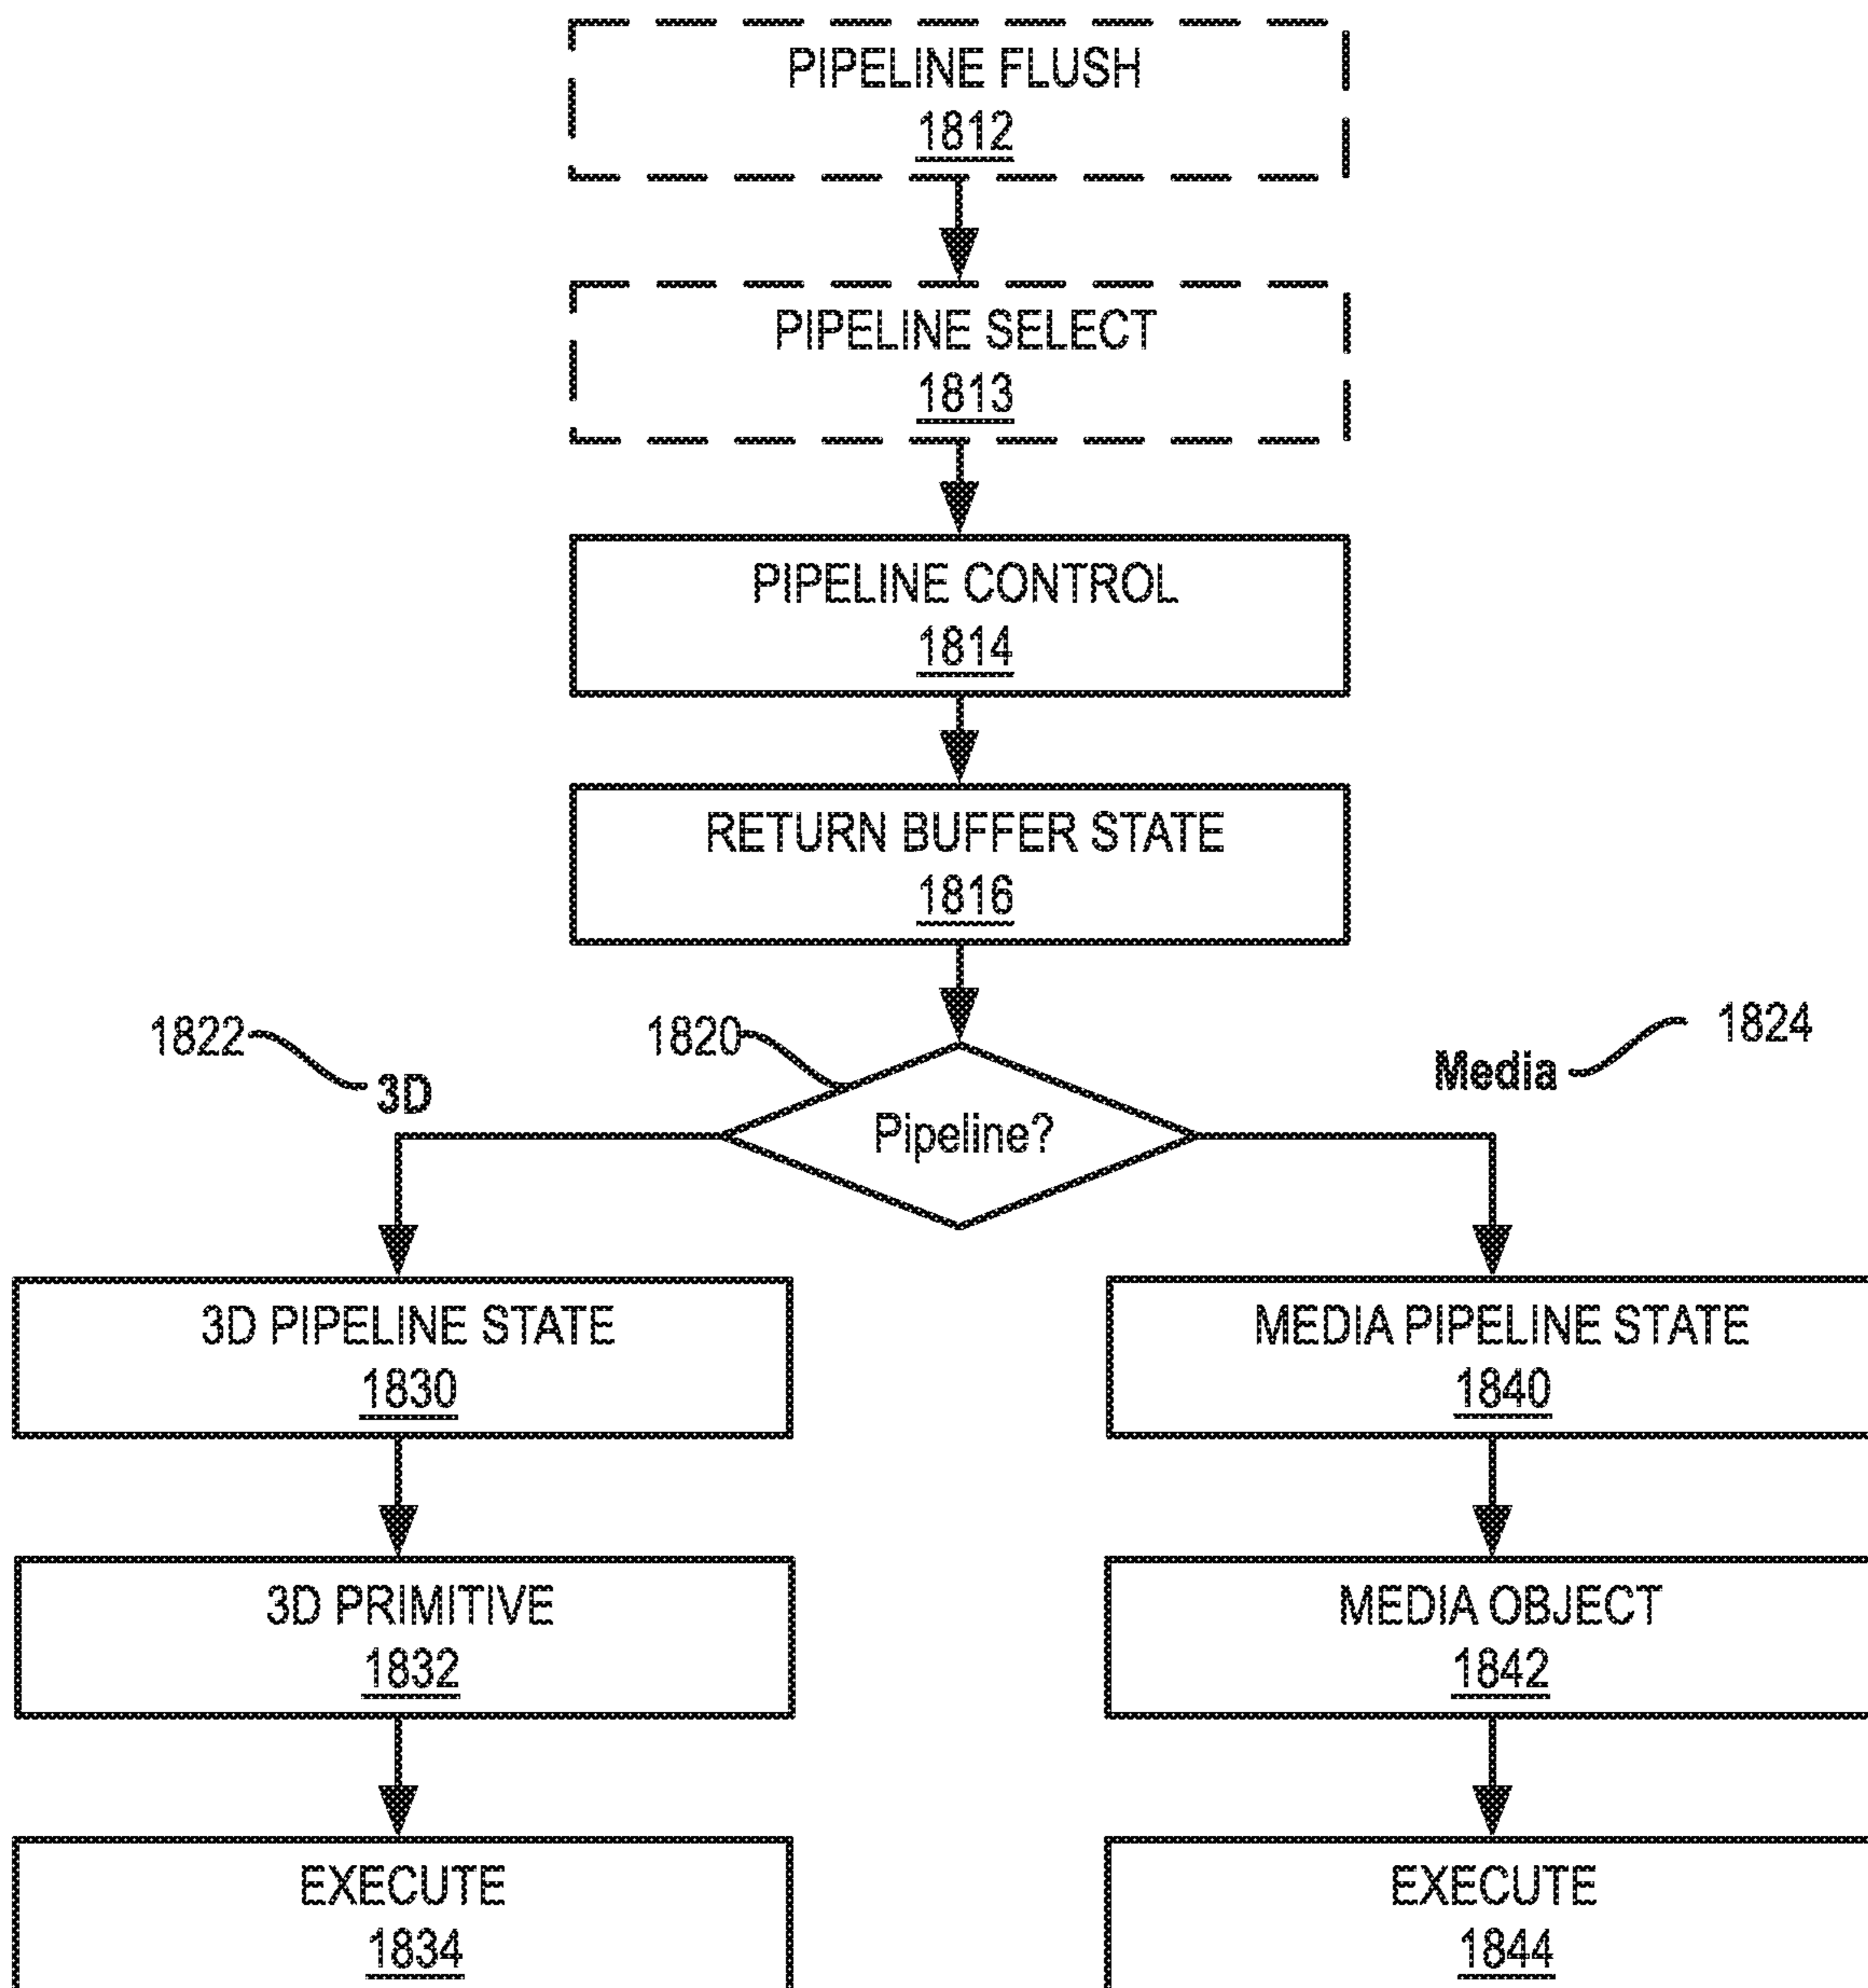 PIPELINE FLUSH
1812
PIPELINE SELECT
1813
PIPELINE CONTROL
1814
RETURN BUFFER STATE
1816
1822
1820
1824
3D
Media
Pipeline?
3D PIPELINE STATE
1830
MEDIA PIPELINE STATE
1840
3D PRIMITIVE
1832
MEDIA OBJECT
1842
EXECUTE
1834
EXECUTE
1844